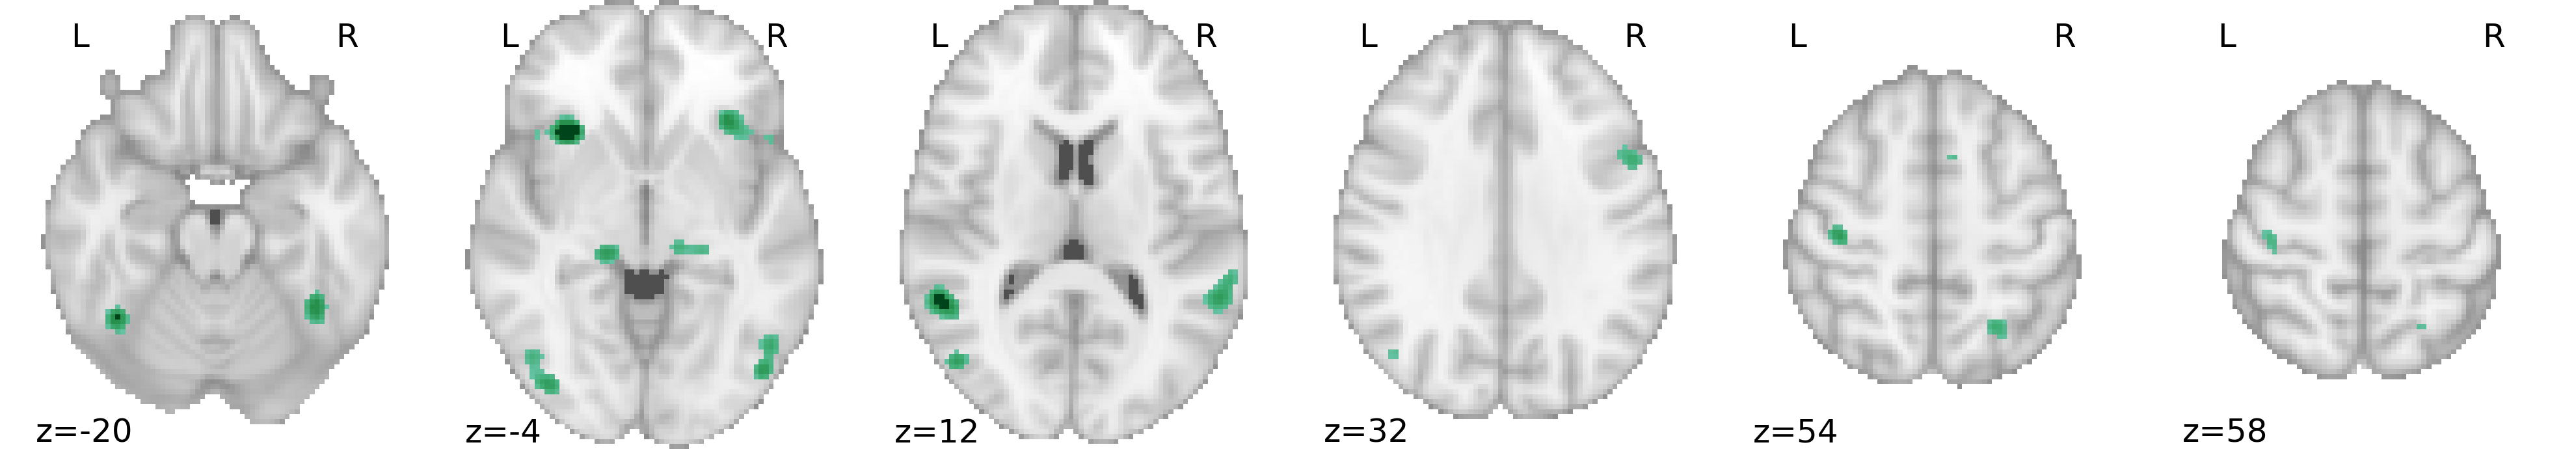 L R L R L R L R L R L R
z=-20 z=-4 z=12 z=32 z=54 z=58